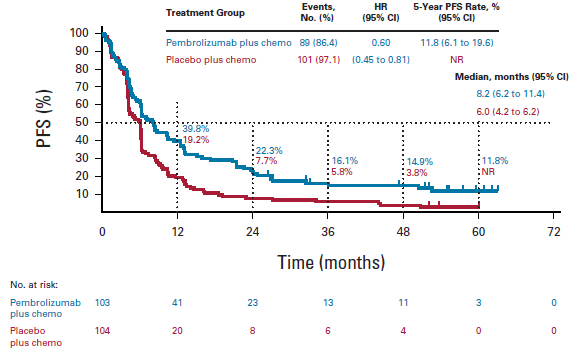 Events, HR 5-Year PFS Rate, %
Treatment Group No. (%) (95% CI) (95% CI)
Pembrolizumab plus chemo 89 (86.4) 0.60 11.8 (6.1 to 19.6)
Placebo plus chemo 101 (97.1) (0.45 to 0.81) NR
Median, months (95% CI)
8.2 (6.2 to 11.4)
6.0 (4.2 to 6.2)
PFS (%)
100
90
80
70
60
50
40
30
20
10
39.8%
19.2%
22.3%
7.7%
16.1%
5.8%
14.9%
3.8%
11.8%
NR
0 12 24 36 48 60 72
Time (months)
No. at risk:
Pembrolizumab 103 41 23 13 11 3 0
plus chemo
Placebo 104 20 8 6 4 0 0
plus chemo